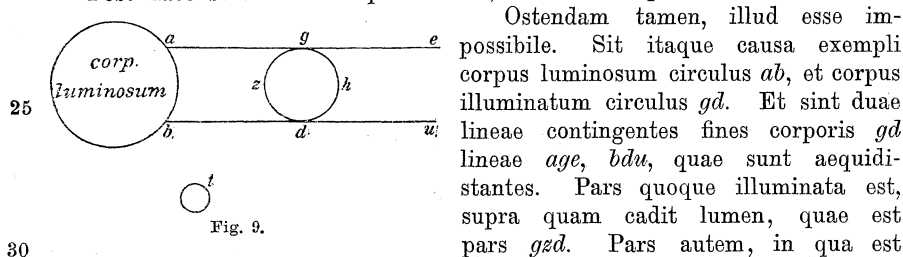 Ostendam tamen, illud esse im-
possibile. Sit itaque causa exempli
corpus luminosum circulus ab, et corpus
illuminatum circulus gd. Et sint duae
lineae contingentes fines corporis gd
lineae age, bdu, quae sunt aequidi-
stantes. Pars quoque illuminata est,
supra quam cadit lumen, quae est
pars gzd. Pars autem, in qua est
a g e
corp.
luminosum
z h
25
b d u
t
Fig. 9.
30